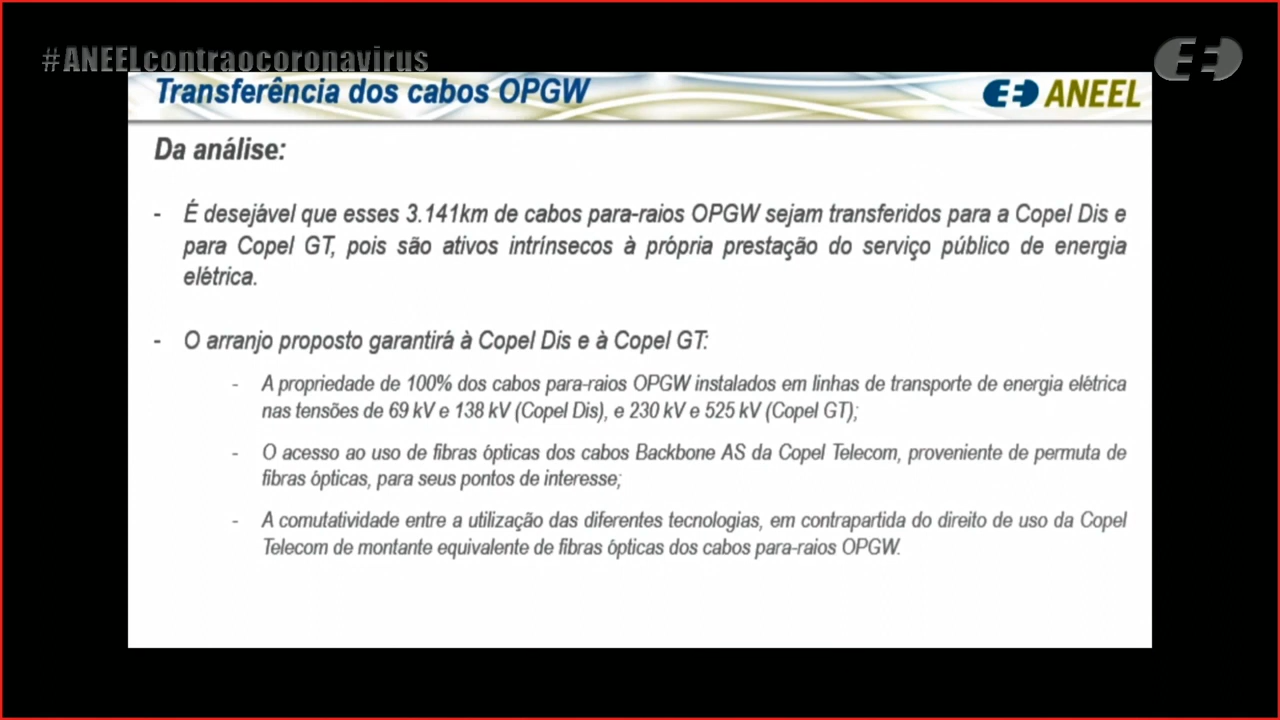 #ANEELcontraocoronavirus
Transferência dos cabos OPGW
ANEEL
Da análise:
- É desejável que esses 3.141km de cabos para-raios OPGW sejam transferidos para a Copel Dis e
para Copel GT, pois são ativos intrínsecos à própria prestação do serviço público de energia
elétrica.
- O arranjo proposto garantirá à Copel Dis e à Copel GT:
- A propriedade de 100% dos cabos para-raios OPGW instalados em linhas de transporte de energia elétrica
nas tensões de 69 kV e 138 kV (Copel Dis), e 230 kV e 525 kV (Copel GT);
- O acesso ao uso de fibras ópticas dos cabos Backbone AS da Copel Telecom, proveniente de permuta de
fibras ópticas, para seus pontos de interesse;
- A comutatividade entre a utilização das diferentes tecnologias, em contrapartida do direito de uso da Copel
Telecom de montante equivalente de fibras ópticas dos cabos para-raios OPGW.